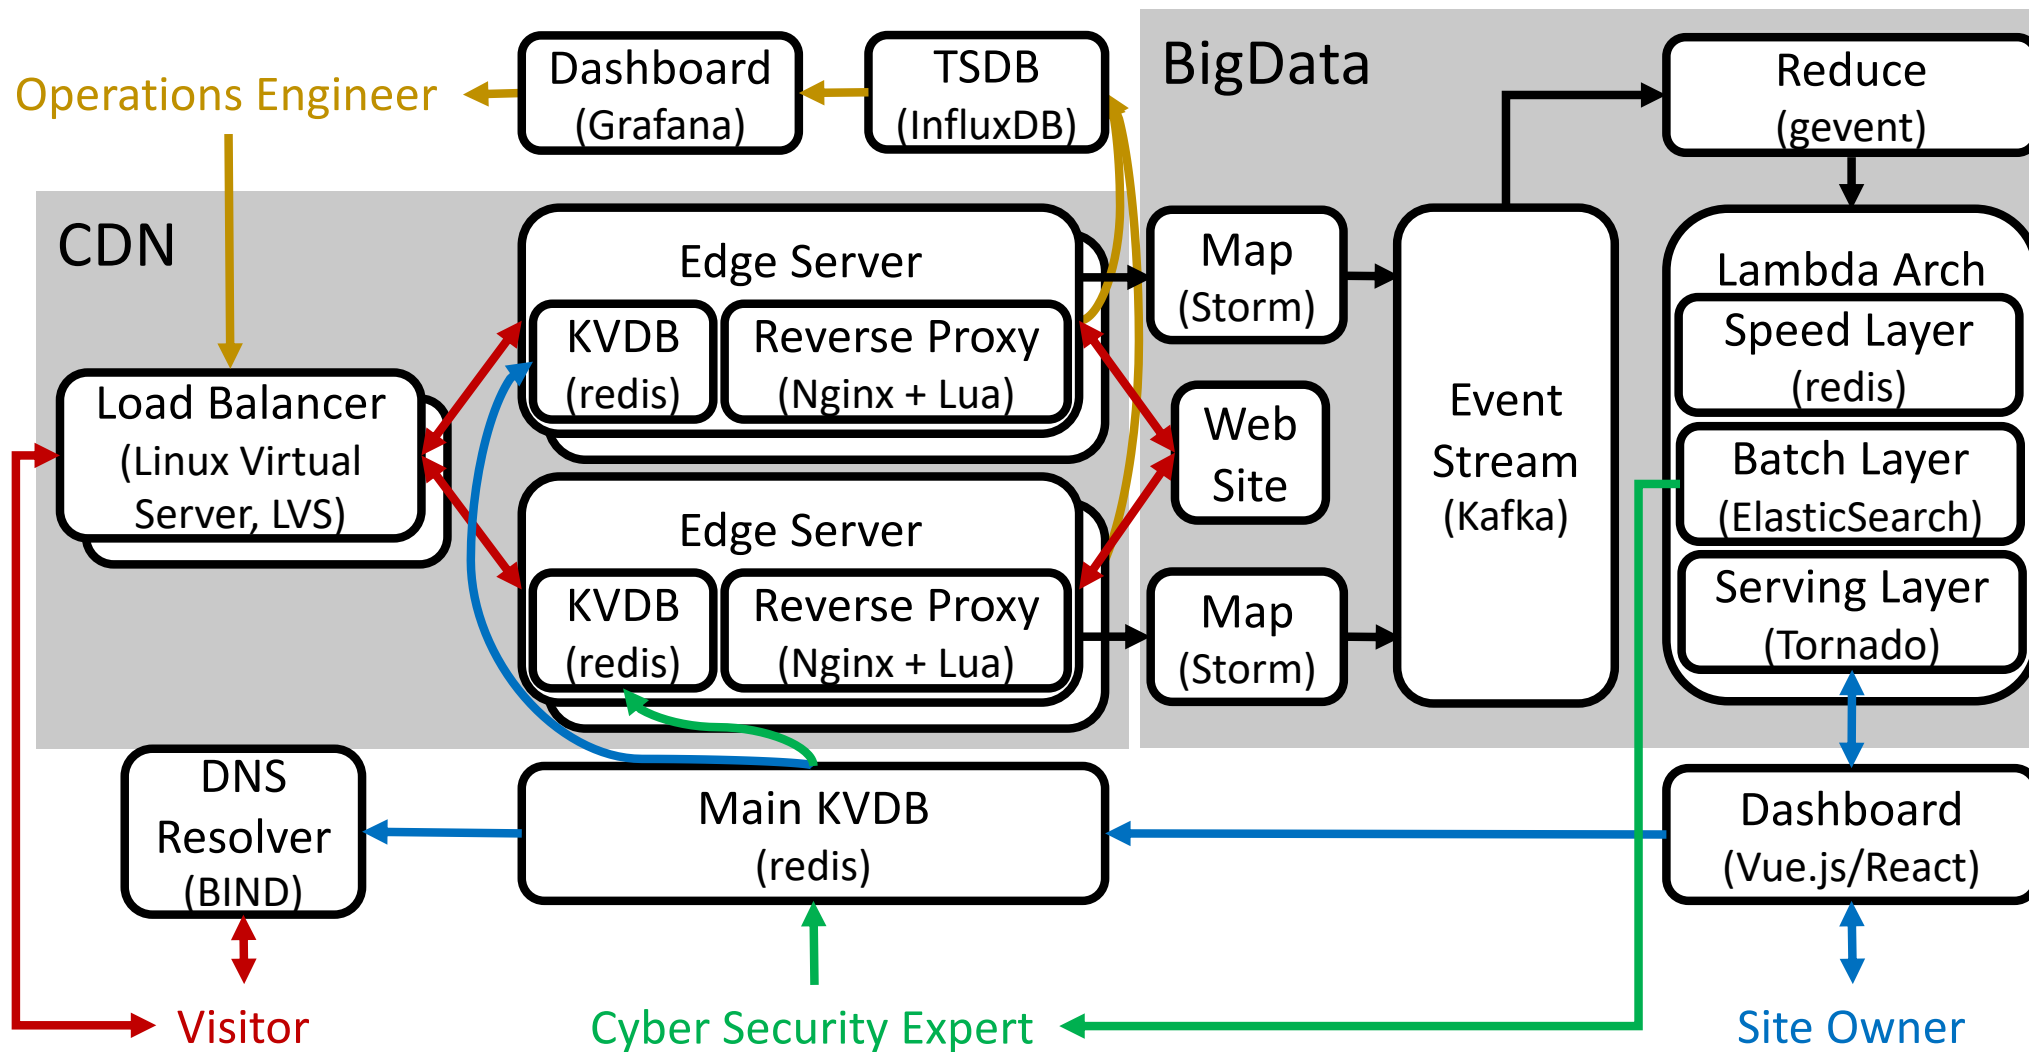 Operations Engineer
Dashboard
(Grafana)
TSDB
(InfluxDB)
BigData
Reduce
(gevent)
CDN
Edge Server
KVDB
(redis)
Reverse Proxy
(Nginx + Lua)
Map
(Storm)
Load Balancer
(Linux Virtual
Server, LVS)
Web
Site
Event
Stream
(Kafka)
Lambda Arch
Speed Layer
(redis)
Batch Layer
(ElasticSearch)
Serving Layer
(Tornado)
Edge Server
KVDB
(redis)
Reverse Proxy
(Nginx + Lua)
Map
(Storm)
DNS
Resolver
(BIND)
Main KVDB
(redis)
Dashboard
(Vue.js/React)
Visitor
Cyber Security Expert
Site Owner